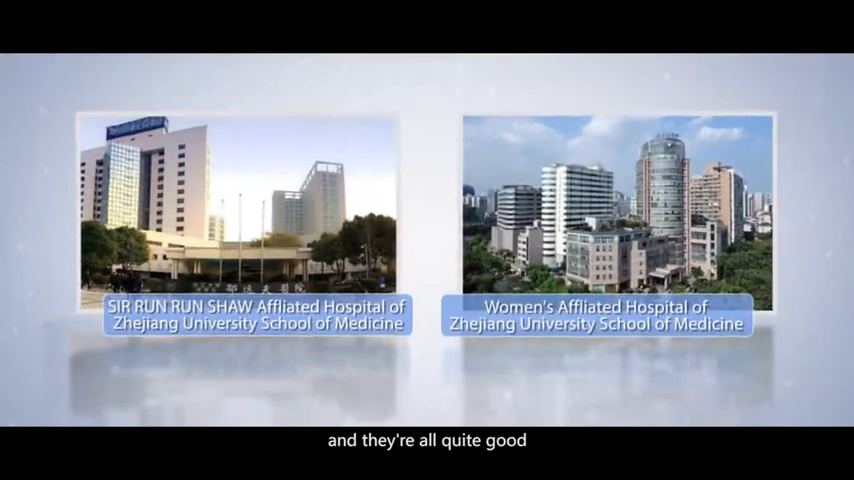 SIR RUN RUN SHAW Affliated Hospital of
Zhejiang University School of Medicine
Women's Affliated Hospital of
Zhejiang University School of Medicine
and they're all quite good